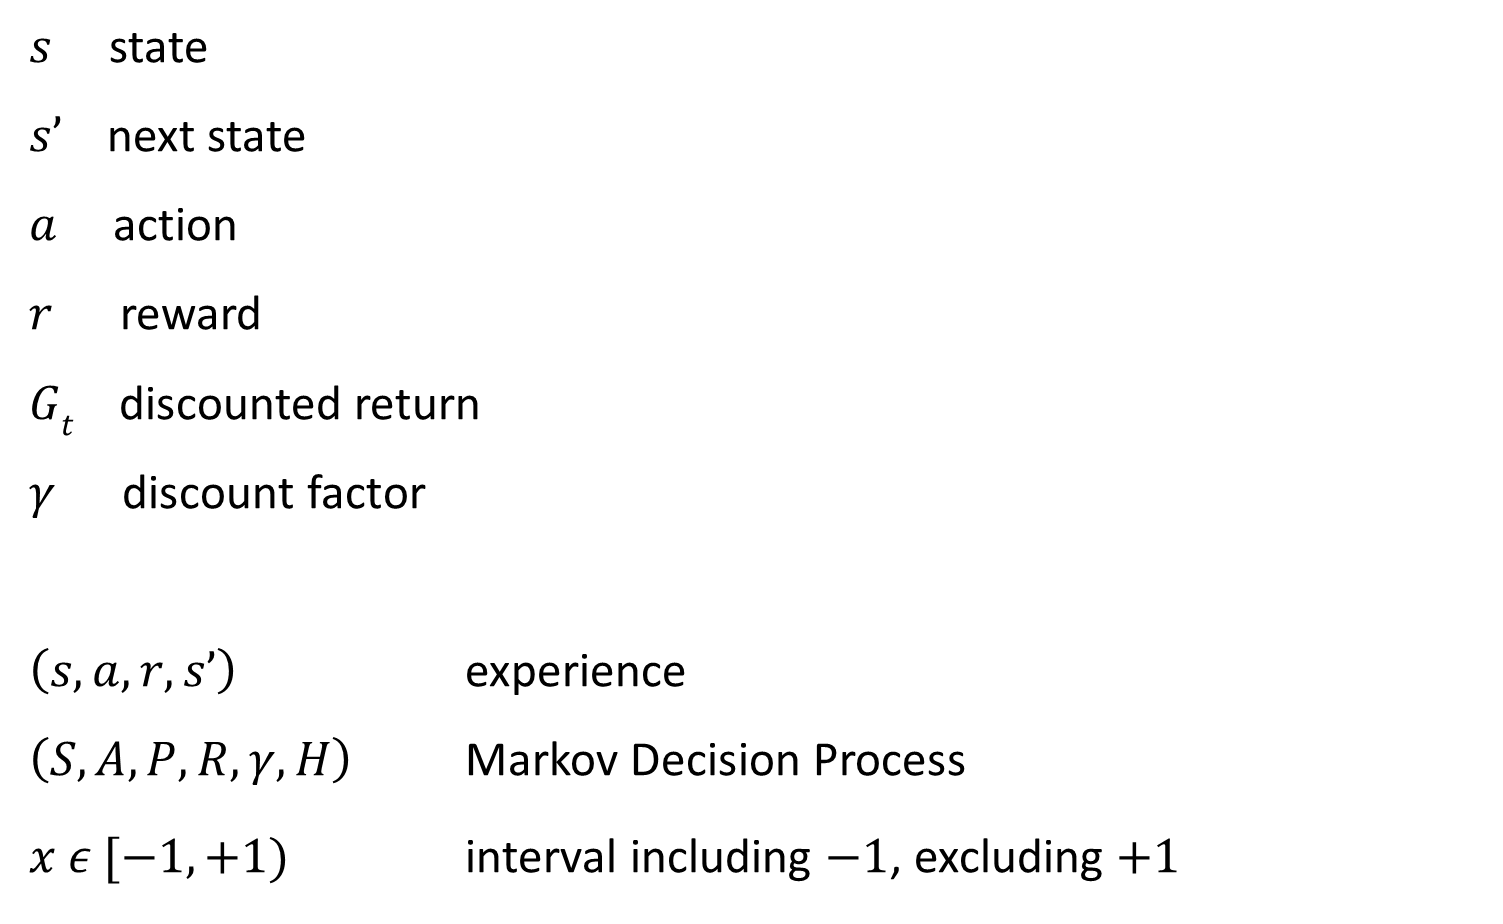 s state
s’ next state
a action
r reward
Gₜ discounted return
γ discount factor
(s, a, r, s’) experience
(S, A, P, R, γ, H) Markov Decision Process
x ϵ [−1, +1) interval including −1, excluding +1